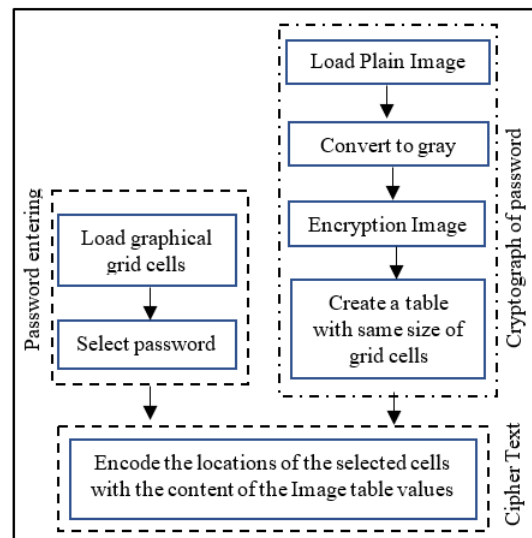 Load Plain Image
Convert to gray
Encryption Image
Create a table
with same size of
grid cells
Cryptograph of password
Password entering
Load graphical
grid cells
Select password
Encode the locations of the selected cells
with the content of the Image table values
Cipher Text